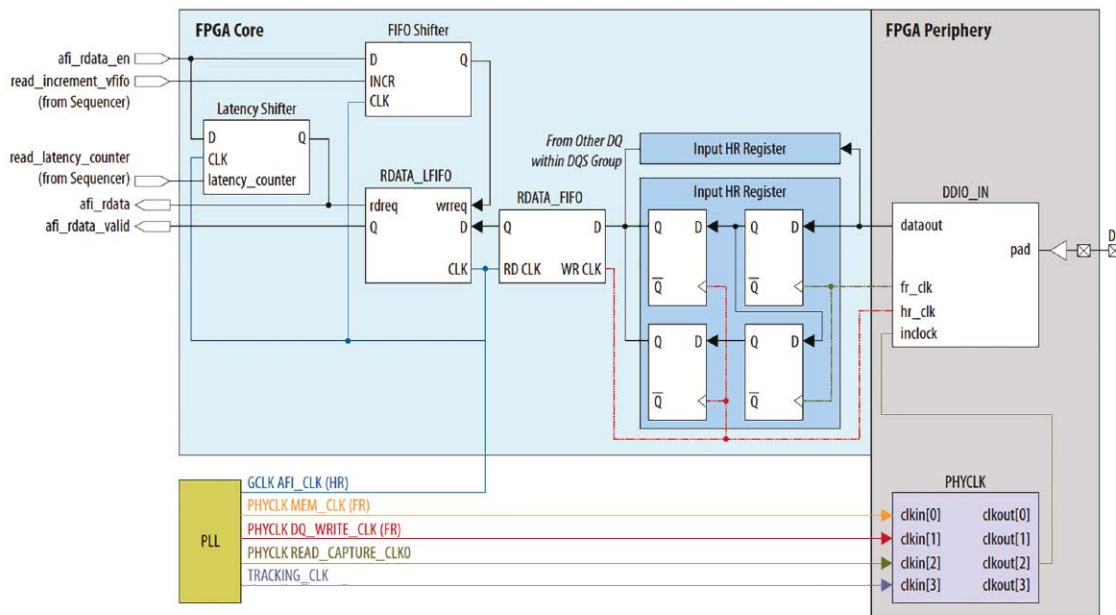 FPGA Core
FPGA Periphery
FIFO Shifter
afi_rdata_en
D
Q
read_increment_vfifo
INCR
(from Sequencer)
CLK
Latency Shifter
D
Q
From Other DQ
within DQS Group
Input HR Register
read_latency_counter
CLK
(from Sequencer)
latency_counter
RDATA_LFIFO
RDATA_FIFO
Input HR Register
DDIO_IN
afi_rdata
rdreq
wrreq
afi_rdata_valid
Q
D
Q
D
Q
D
Q
D
dataout
D
pad
CLK
RD CLK
WR CLK
Q
Q
fr_clk
hr_clk
inclock
Q
D
Q
D
Q
Q
GCLK AFI_CLK (HR)
PHYCLK
PHYCLK MEM_CLK (FR)
clkin[0]
clkout[0]
PLL
PHYCLK DQ_WRITE_CLK (FR)
clkin[1]
clkout[1]
PHYCLK READ_CAPTURE_CLK0
clkin[2]
clkout[2]
TRACKING_CLK
clkin[3]
clkout[3]